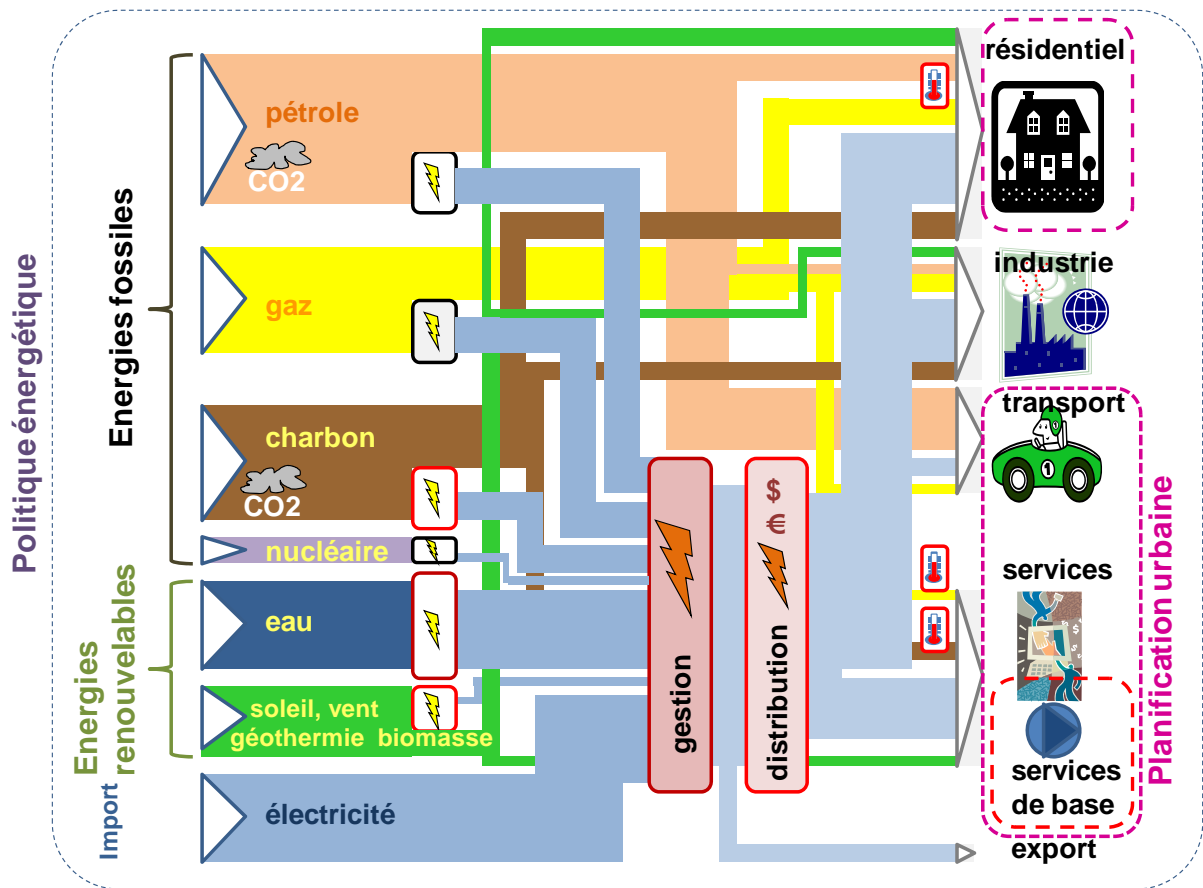 Politique énergétique
Energies fossiles
pétrole
CO2
gaz
charbon
CO2
nucléaire
Energies
renouvelables
eau
soleil, vent
géothermie biomasse
Import
électricité
gestion
$
€
distribution
résidentiel
industrie
transport
1
services
$
$
services
de base
export
Planification urbaine